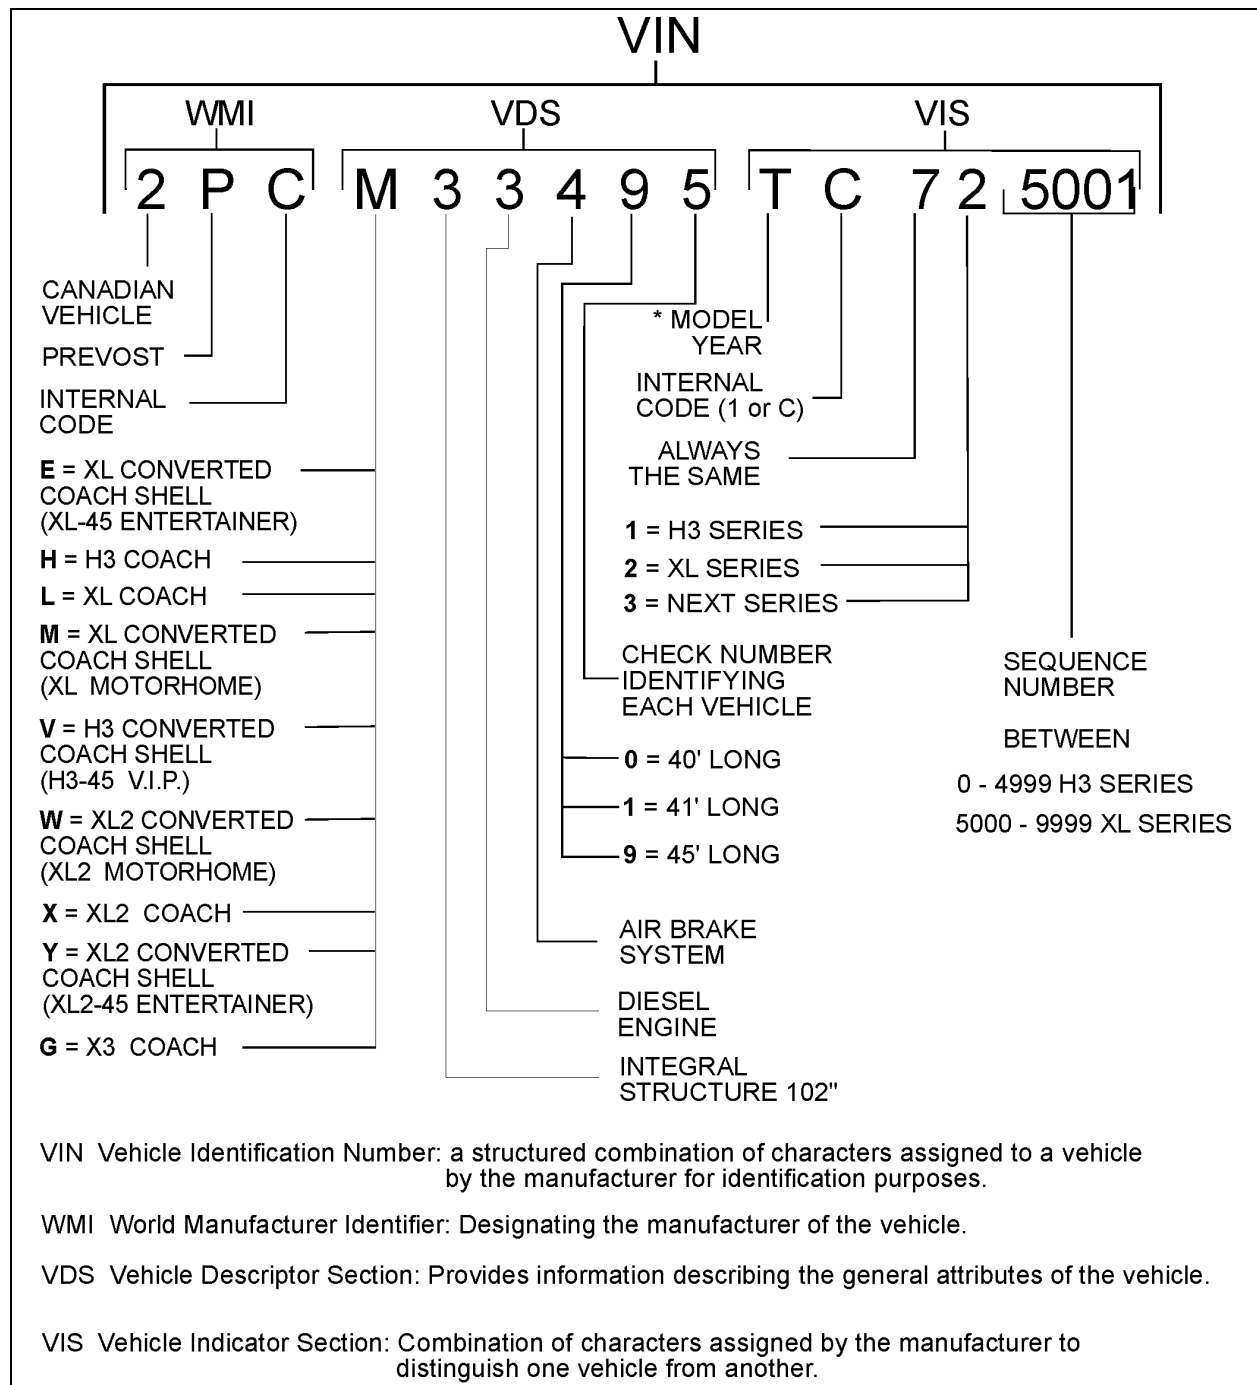 VIN
WMI VDS VIS
2 P C M 3 3 4 9 5 T C 7 2 5001
CANADIAN
VEHICLE
PREVOST
INTERNAL
CODE
E = XL CONVERTED
COACH SHELL
(XL-45 ENTERTAINER)
H = H3 COACH
L = XL COACH
M = XL CONVERTED
COACH SHELL
(XL MOTORHOME)
V = H3 CONVERTED
COACH SHELL
(H3-45 V.I.P.)
W = XL2 CONVERTED
COACH SHELL
(XL2 MOTORHOME)
X = XL2 COACH
Y = XL2 CONVERTED
COACH SHELL
(XL2-45 ENTERTAINER)
G = X3 COACH
* MODEL
YEAR
INTERNAL
CODE (1 or C)
ALWAYS
THE SAME
1 = H3 SERIES
2 = XL SERIES
3 = NEXT SERIES
CHECK NUMBER
IDENTIFYING
EACH VEHICLE
0 = 40' LONG
1 = 41' LONG
9 = 45' LONG
AIR BRAKE
SYSTEM
DIESEL
ENGINE
INTEGRAL
STRUCTURE 102"
SEQUENCE
NUMBER
BETWEEN
0 - 4999 H3 SERIES
5000 - 9999 XL SERIES
VIN Vehicle Identification Number: a structured combination of characters assigned to a vehicle
by the manufacturer for identification purposes.
WMI World Manufacturer Identifier: Designating the manufacturer of the vehicle.
VDS Vehicle Descriptor Section: Provides information describing the general attributes of the vehicle.
VIS Vehicle Indicator Section: Combination of characters assigned by the manufacturer to
distinguish one vehicle from another.